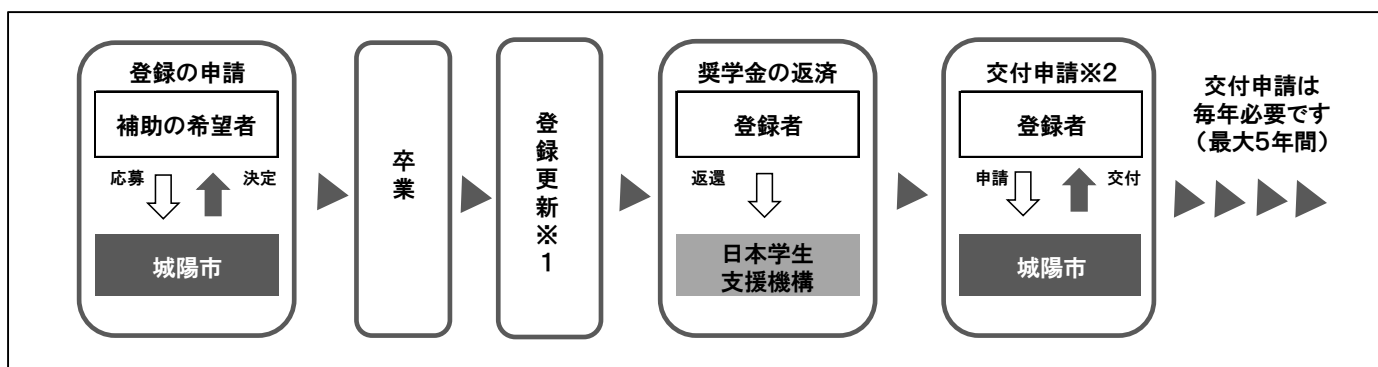 登録の申請
補助の希望者
応募
決定
城陽市
卒業
登録更新※1
奨学金の返済
登録者
返還
日本学生
支援機構
交付申請※2
登録者
申請
交付
城陽市
交付申請は
毎年必要です
（最大5年間）